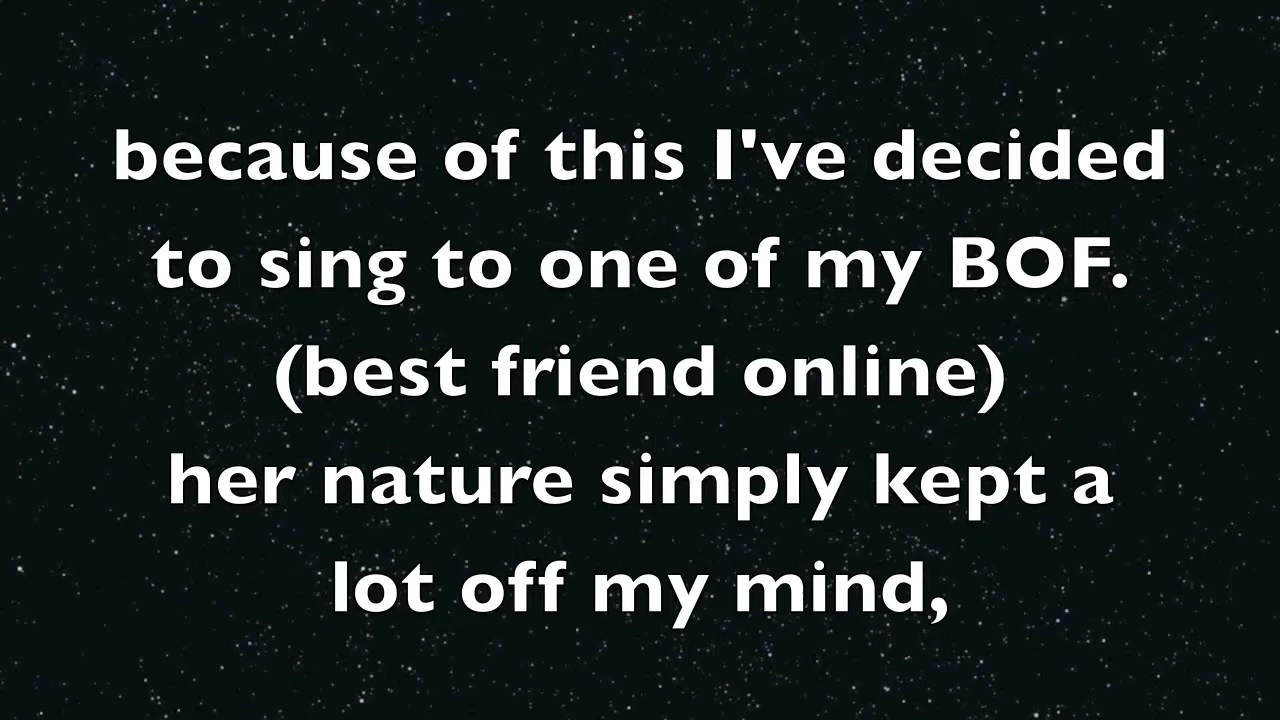 because of this I've decided
to sing to one of my BOF.
(best friend online)
her nature simply kept a
lot off my mind,